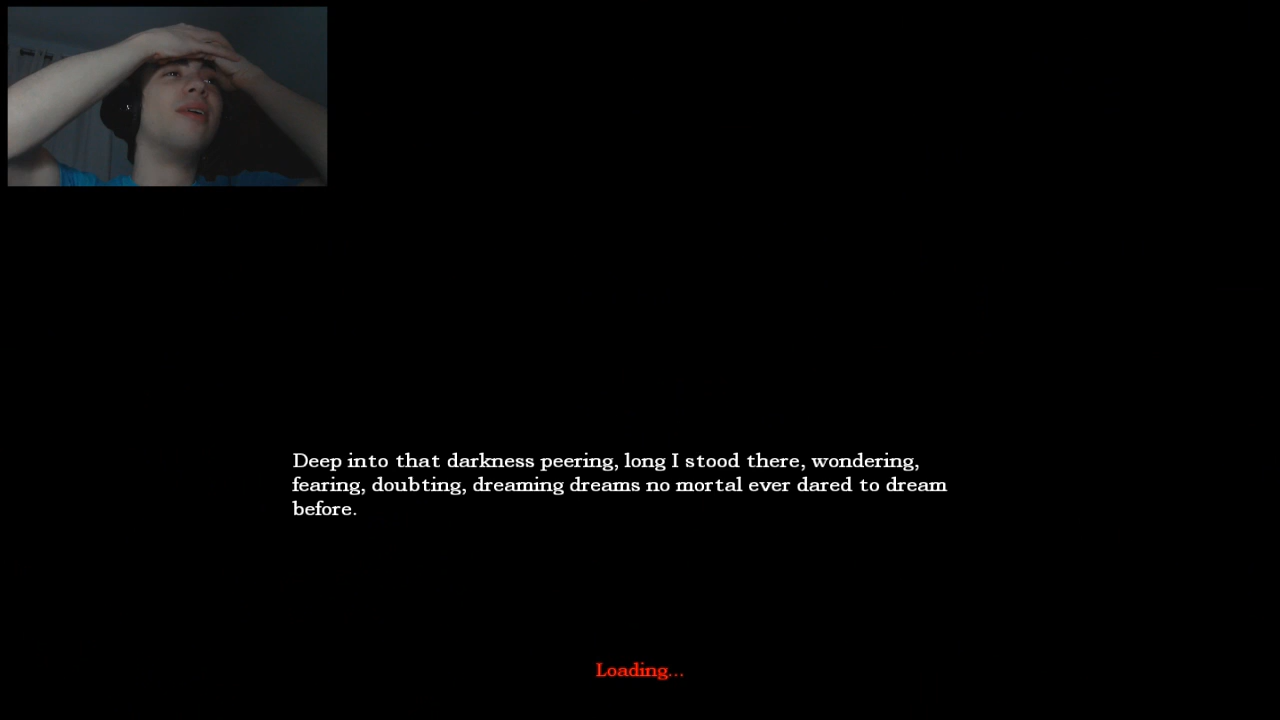 Deep into that darkness peering, long I stood there, wondering,
fearing, doubting, dreaming dreams no mortal ever dared to dream
before.
Loading...